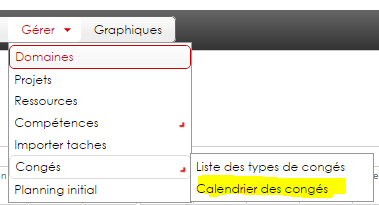 Gérer Graphiques
Domaines
Projets
Ressources
Compétences
Importer taches
Congés
Liste des types de congés
Planning initial
Calendrier des congés